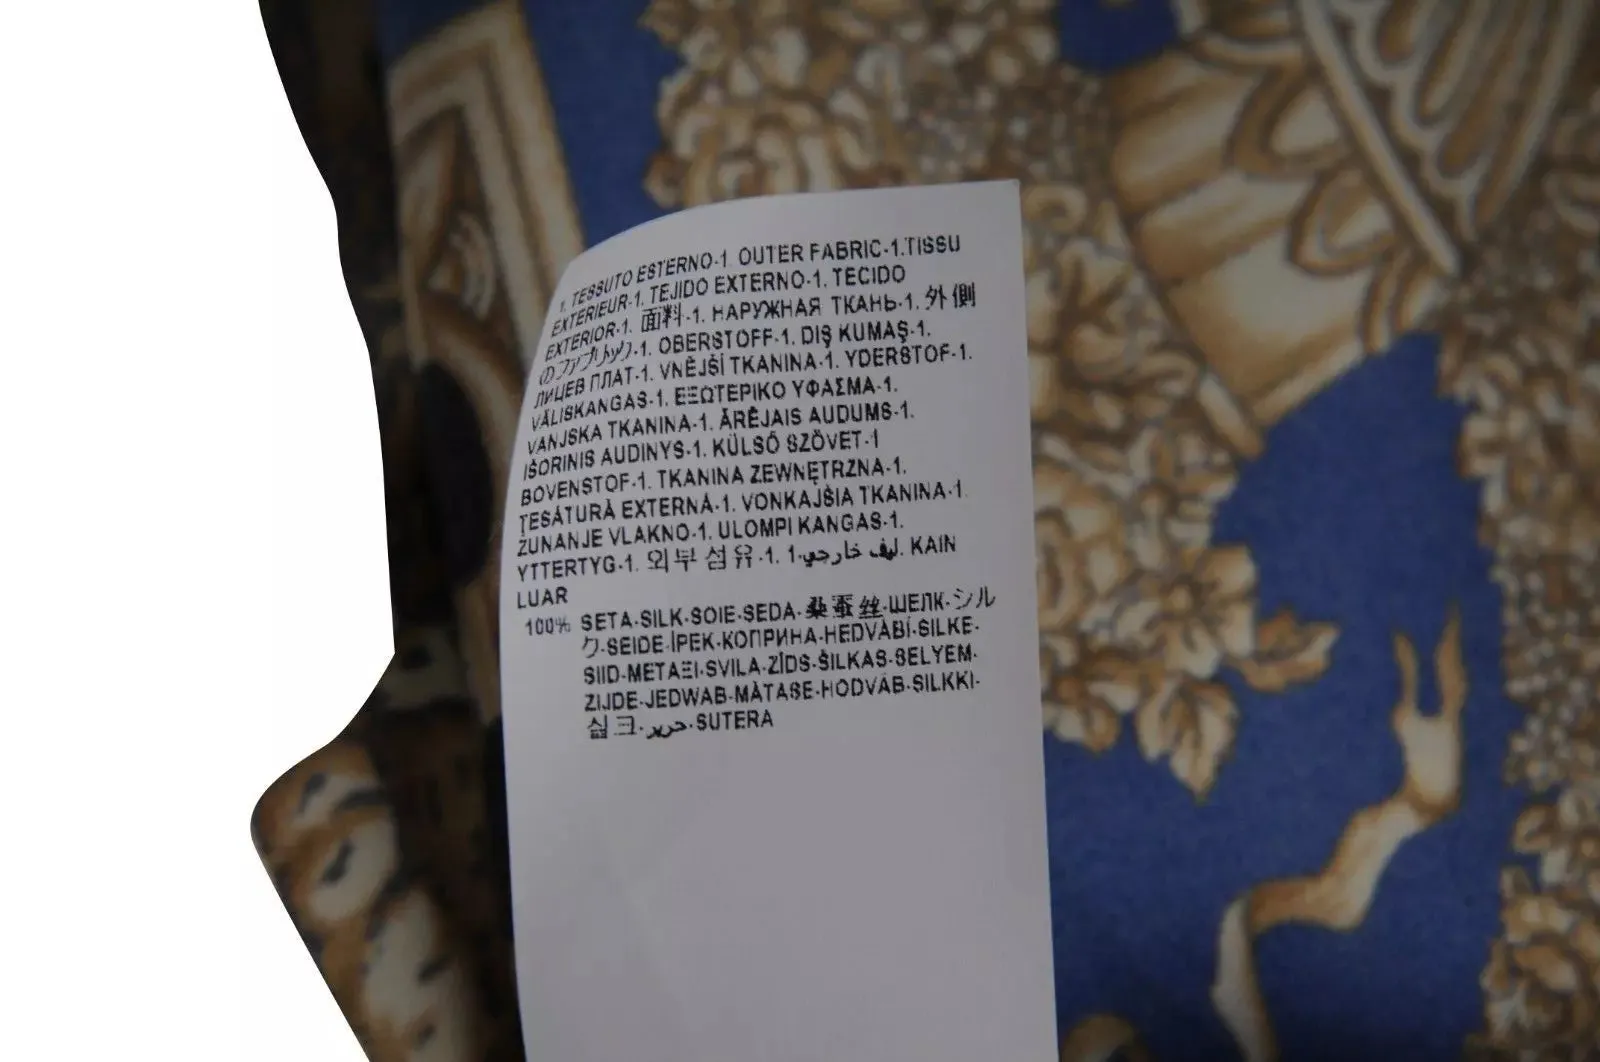 1. TESSUTO ESTERNO-1. OUTER FABRIC-1.TISSU
EXTERIEUR-1. TEJIDO EXTERNO-1. TECIDO
EXTERIOR-1. 面料-1. НАРУЖНАЯ ТКАНЬ-1. 外側
のファブリック)-1. OBERSTOFF-1. DIŞ KUMAŞ-1.
ЛИЦЕВ ПЛАТ-1. VNĚJŠÍ TKANINA-1. YDERSTOF-1.
VÄLISKANGAS-1. ΕΞΩΤΕΡΙΚΟ ΥΦΑΣΜΑ-1.
VANJSKA TKANINA-1. ĀRĒJAIS AUDUMS-1.
IŠORINIS AUDINYS-1. KÜLSŐ SZÖVET-1
BOVENSTOF-1. TKANINA ZEWNĘTRZNA-1.
ŢESĂTURĂ EXTERNĂ-1. VONKAJŠIA TKANINA-1.
ZUNANJE VLAKNO-1. ULOMPI KANGAS-1.
YTTERTYG-1. 외부 섬유-1. 1-ليف خارجي. KAIN
LUAR
100% SETA-SILK-SOIE-SEDA-桑蚕丝-ШЕЛК-シル
ク-SEIDE-İPEK-КОПРИНА-HEDVÁBÍ-SILKE-
SIID-ΜΕΤΑΞΙ-SVILA-ZĪDS-ŠILKAS-SELYEM-
ZIJDE-JEDWAB-MĂTASE-HODVÁB-SILKKI-
실크-حرير-SUTERA